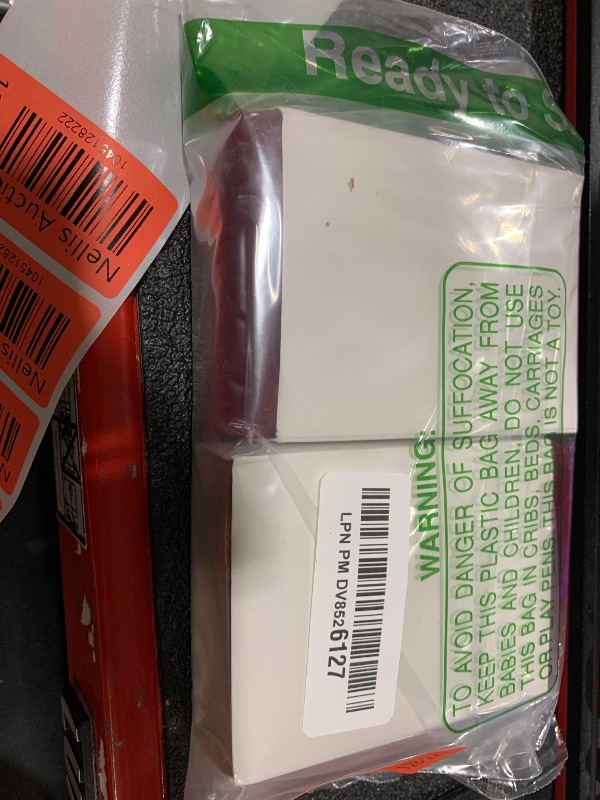 Ready to S
Nellis Auctio
1045128222
Nellis
WARNING:
TO AVOID DANGER OF SUFFOCATION,
KEEP THIS PLASTIC BAG AWAY FROM
BABIES AND CHILDREN, DO NOT USE
THIS BAG IN CRIBS, BEDS, CARRIAGES
OR PLAY PENS. THIS BAG IS NOT A TOY.
LPN PM DV8526127